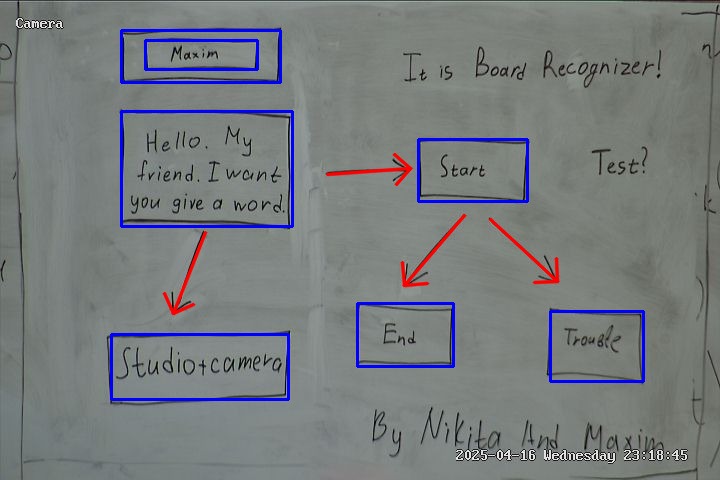 Camera
Maxim
It is Board Recognizer!
Hello. My
friend. I want
you give a word.
Start
Test?
End
Trouble
Studio+camera
By Nikita And Maxim
2025-04-16 Wednesday 23:18:45